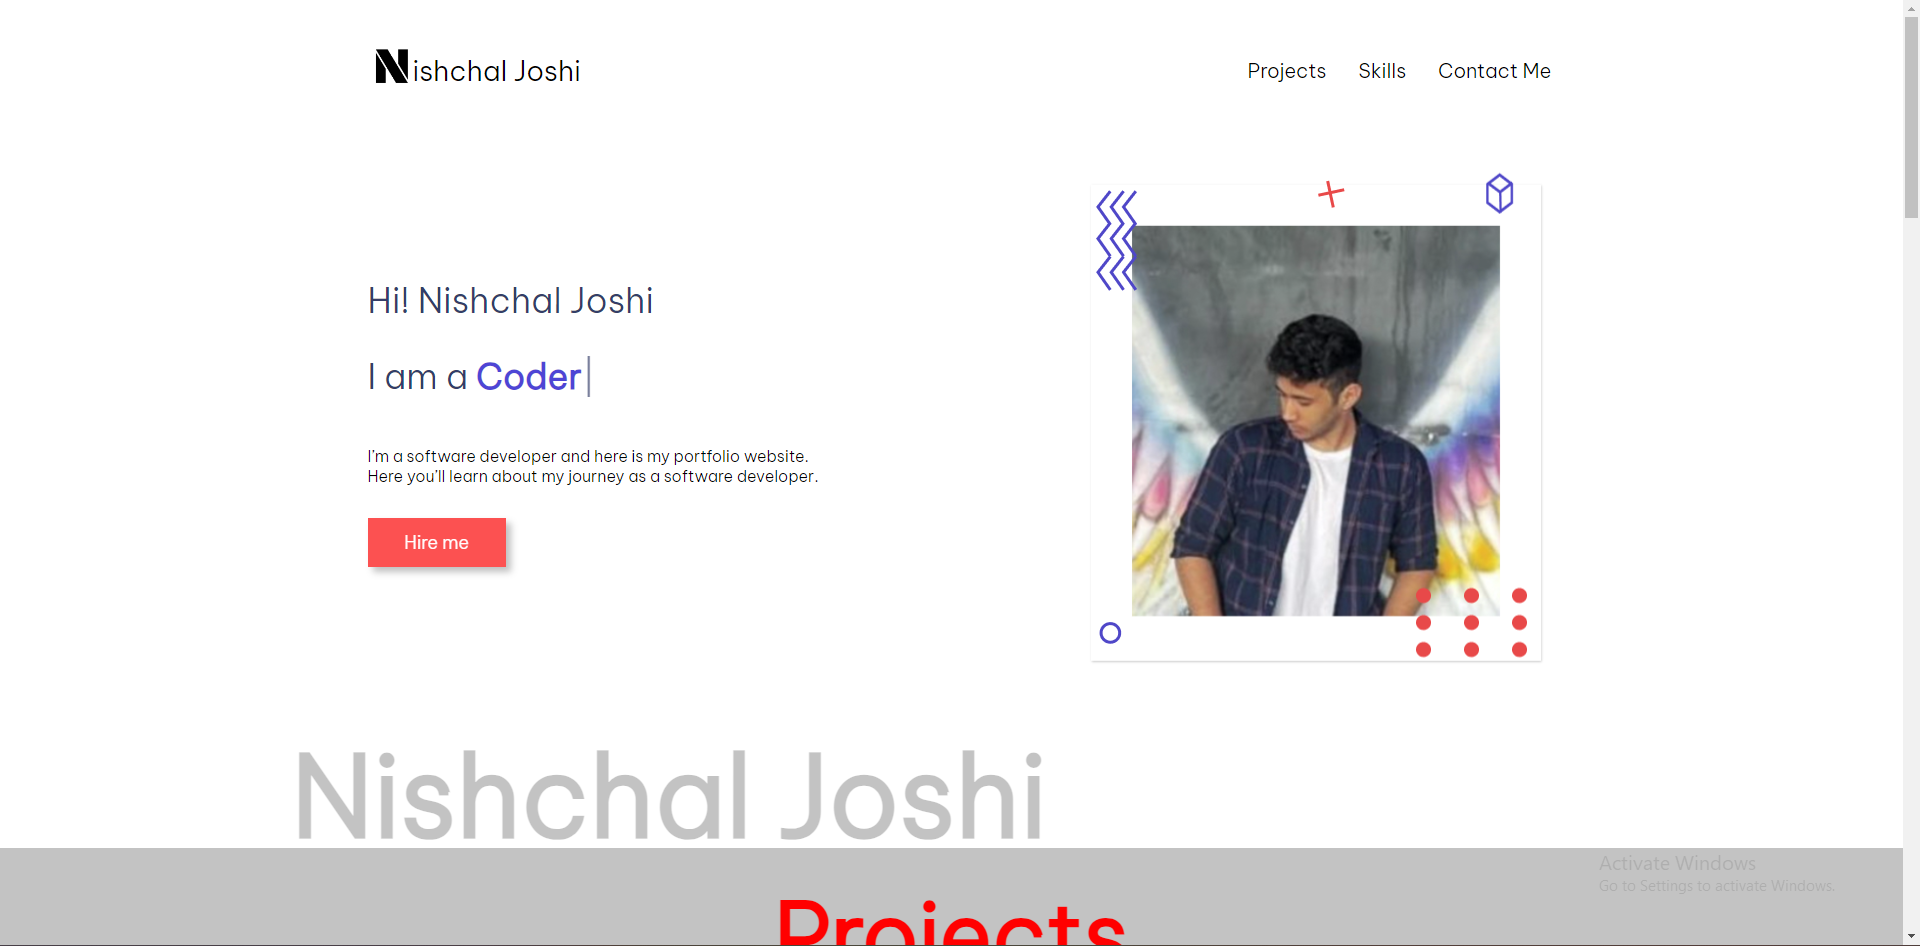 Nishchal Joshi
Projects Skills Contact Me
Hi! Nishchal Joshi
I am a Coder
I'm a software developer and here is my portfolio website.
Here you'll learn about my journey as a software developer.
Hire me
Nishchal Joshi
Activate Windows
Go to Settings to activate Windows.
Projects